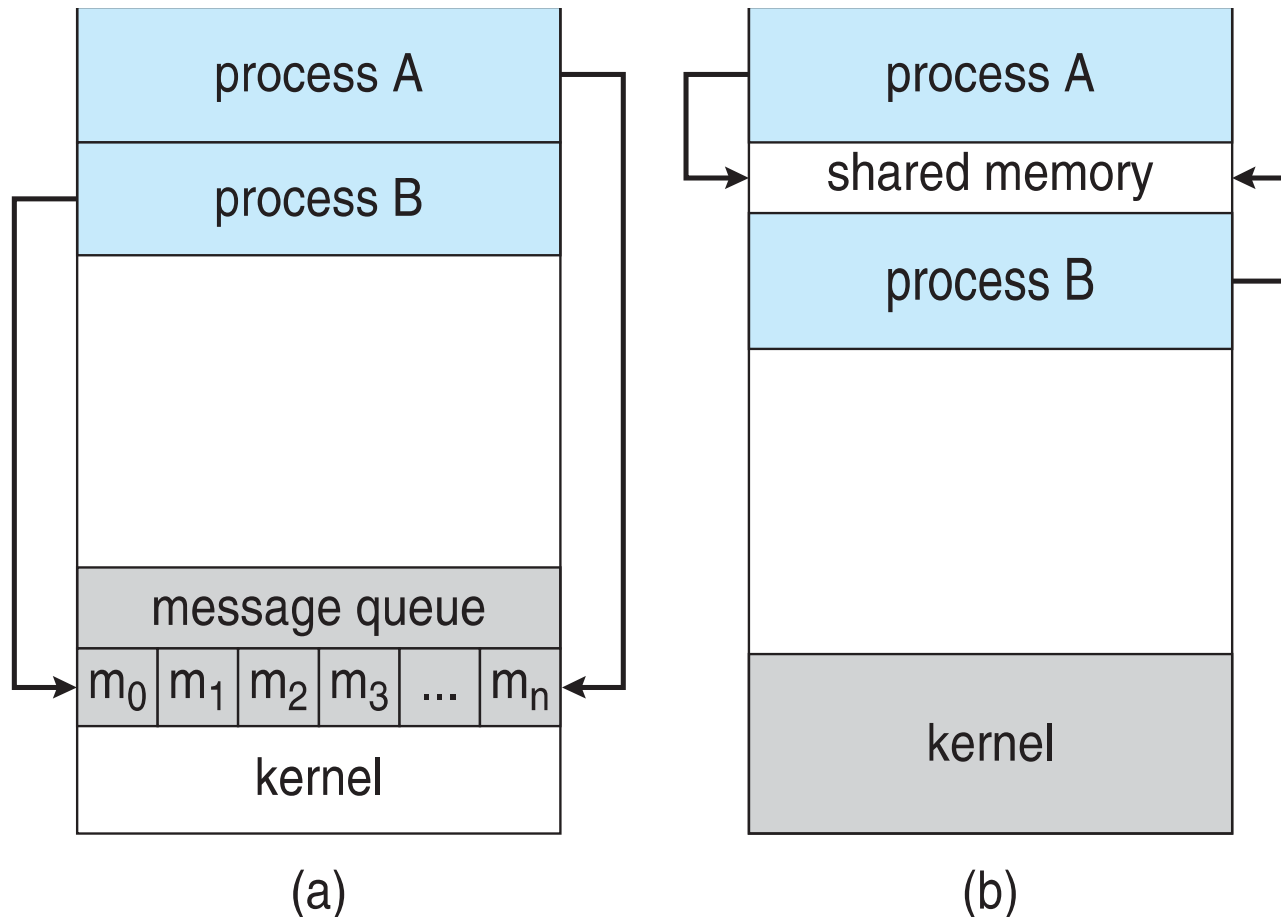 process A
process B
message queue
m0 m1 m2 m3 ... mn
kernel
(a)
process A
shared memory
process B
kernel
(b)